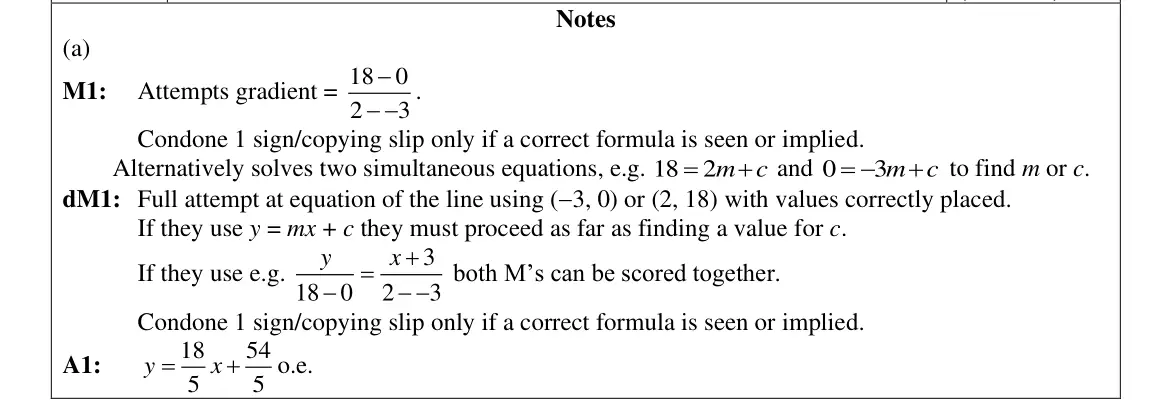 Notes
(a)
M1: Attempts gradient = \frac{18-0}{2--3}.
Condone 1 sign/copying slip only if a correct formula is seen or implied.
Alternatively solves two simultaneous equations, e.g. 18 = 2m + c and 0 = −3m + c to find m or c.
dM1: Full attempt at equation of the line using (−3, 0) or (2, 18) with values correctly placed.
If they use y = mx + c they must proceed as far as finding a value for c.
If they use e.g. \frac{y}{18-0} = \frac{x+3}{2--3} both M's can be scored together.
Condone 1 sign/copying slip only if a correct formula is seen or implied.
A1: y = \frac{18}{5}x + \frac{54}{5} o.e.